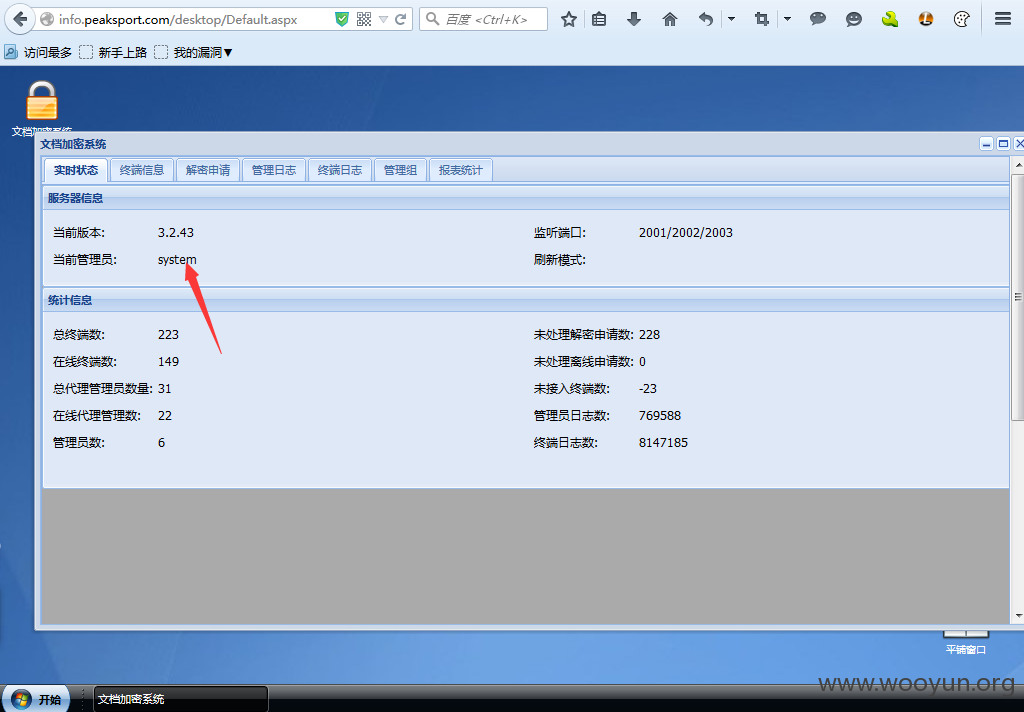 info.peaksport.com/desktop/Default.aspx
百度 <Ctrl+K>
访问最多 新手上路 我的漏洞▼
文档加密系统
文档加密系统
实时状态 终端信息 解密申请 管理日志 终端日志 管理组 报表统计
服务器信息
当前版本: 3.2.43 监听端口: 2001/2002/2003
当前管理员: system 刷新模式:
统计信息
总终端数: 223 未处理解密申请数: 228
在线终端数: 149 未处理离线申请数: 0
总代理管理员数量: 31 未接入终端数: -23
在线代理管理数: 22 管理员日志数: 769588
管理员数: 6 终端日志数: 8147185
平铺窗口
开始 文档加密系统
www.wooyun.org